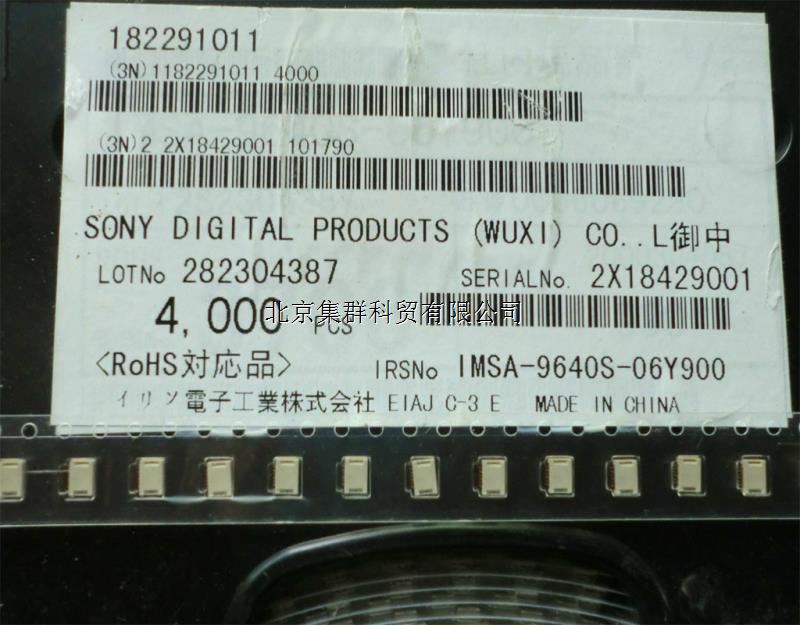 182291011
(3N)1182291011 4000
(3N)2 2X18429001 101790
SONY DIGITAL PRODUCTS (WUXI) CO..L御中
LOTNo 282304387 SERIALNo. 2X18429001
4,000 PCS
北京集群科贸有限公司
<RoHS対応品> IRSNo IMSA-9640S-06Y900
イリソ電子工業株式会社 EIAJ C-3 E MADE IN CHINA